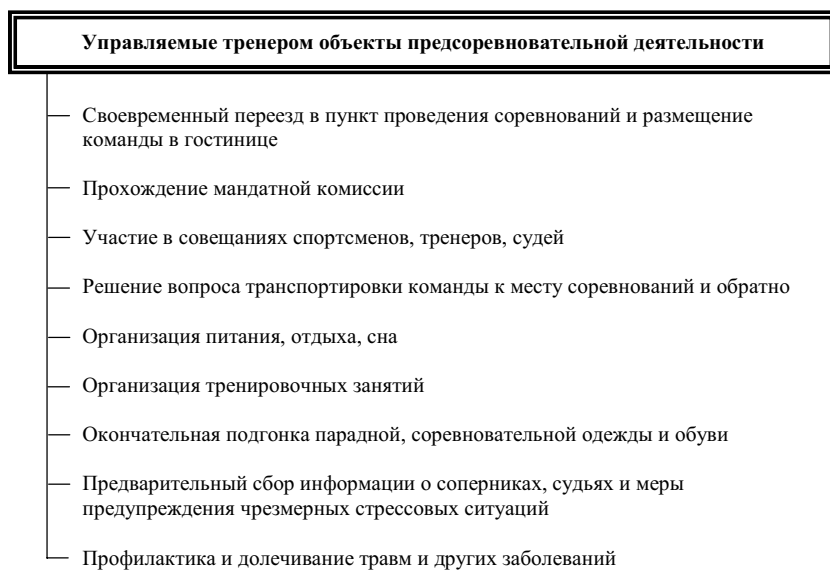 Управляемые тренером объекты предсоревновательной деятельности
Своевременный переезд в пункт проведения соревнований и размещение
команды в гостинице
Прохождение мандатной комиссии
Участие в совещаниях спортсменов, тренеров, судей
Решение вопроса транспортировки команды к месту соревнований и обратно
Организация питания, отдыха, сна
Организация тренировочных занятий
Окончательная подгонка парадной, соревновательной одежды и обуви
Предварительный сбор информации о соперниках, судьях и меры
предупреждения чрезмерных стрессовых ситуаций
Профилактика и долечивание травм и других заболеваний